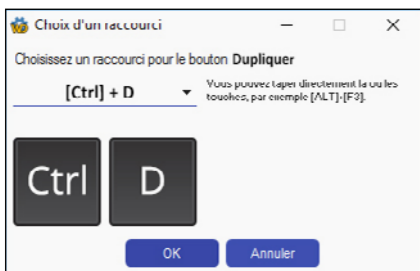 Choix d'un raccourci
Choisissez un raccourci pour le bouton Dupliquer
[Ctrl] + D
Vous pouvez taper directement la ou les
touches, par exemple [ALT]-[F3].
Ctrl
D
OK
Annuler